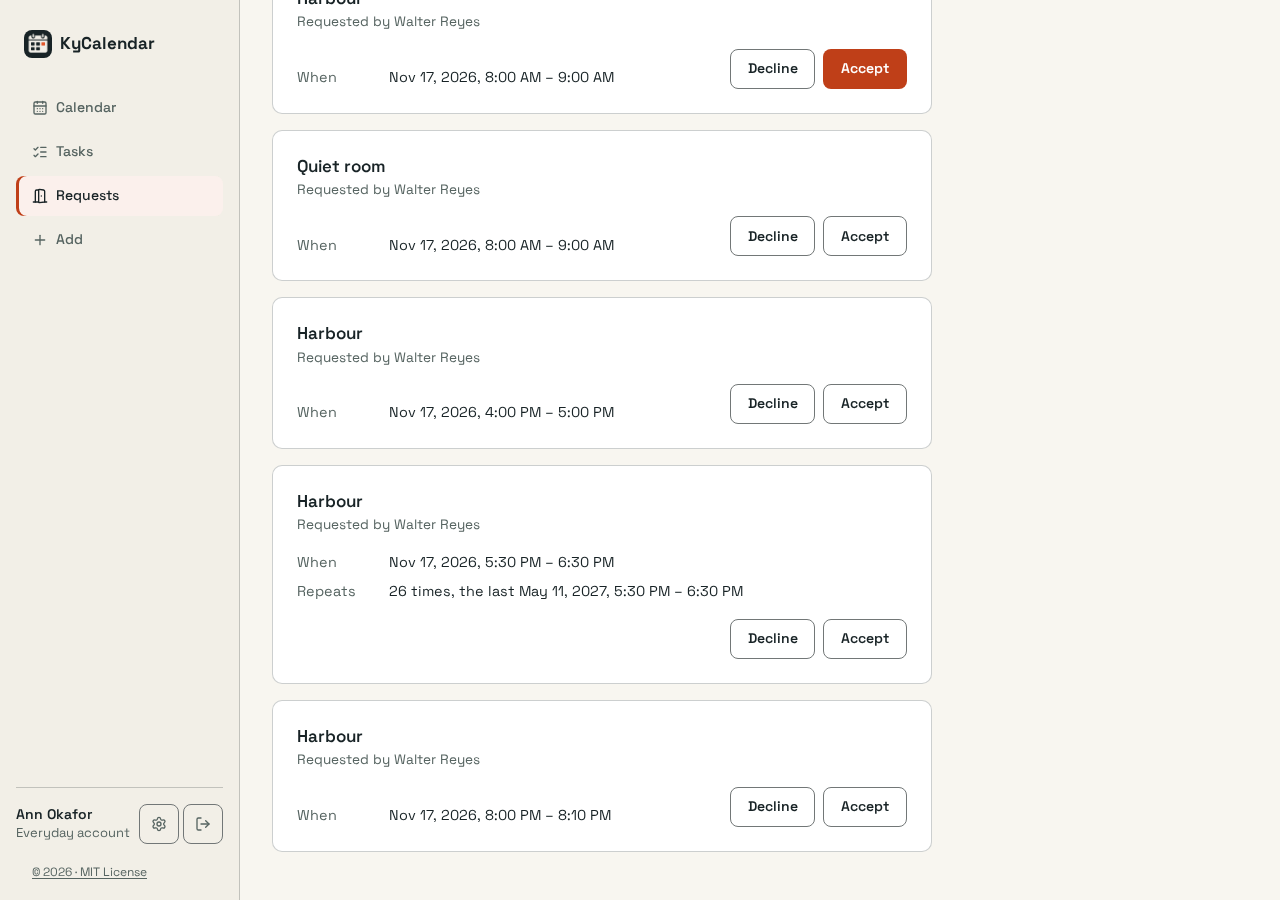 KyCalendar
Calendar
Tasks
Requests
Add
Ann Okafor
Everyday account
© 2026 · MIT License
Harbour
Requested by Walter Reyes
When Nov 17, 2026, 8:00 AM – 9:00 AM
Decline Accept
Quiet room
Requested by Walter Reyes
When Nov 17, 2026, 8:00 AM – 9:00 AM
Decline Accept
Harbour
Requested by Walter Reyes
When Nov 17, 2026, 4:00 PM – 5:00 PM
Decline Accept
Harbour
Requested by Walter Reyes
When Nov 17, 2026, 5:30 PM – 6:30 PM
Repeats 26 times, the last May 11, 2027, 5:30 PM – 6:30 PM
Decline Accept
Harbour
Requested by Walter Reyes
When Nov 17, 2026, 8:00 PM – 8:10 PM
Decline Accept